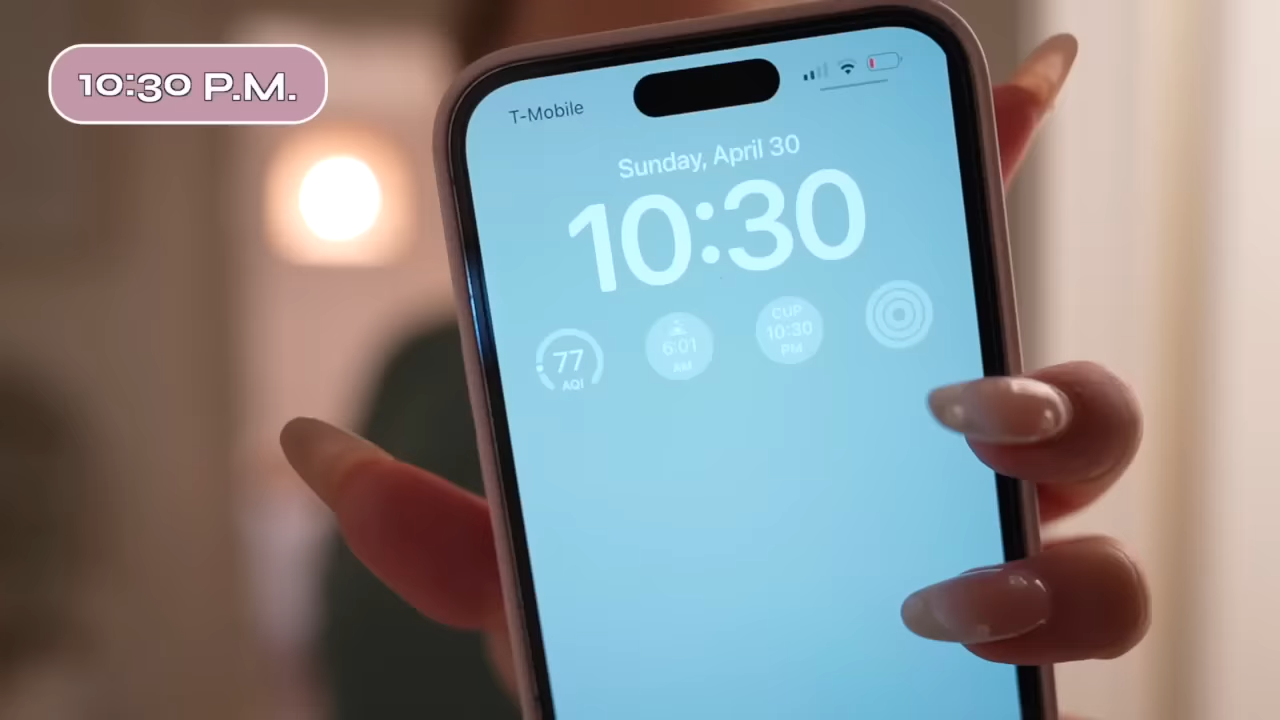 10:30 P.M.
T-Mobile
Sunday, April 30
10:30
77
AQI
6:01
AM
CUP
10:30
PM